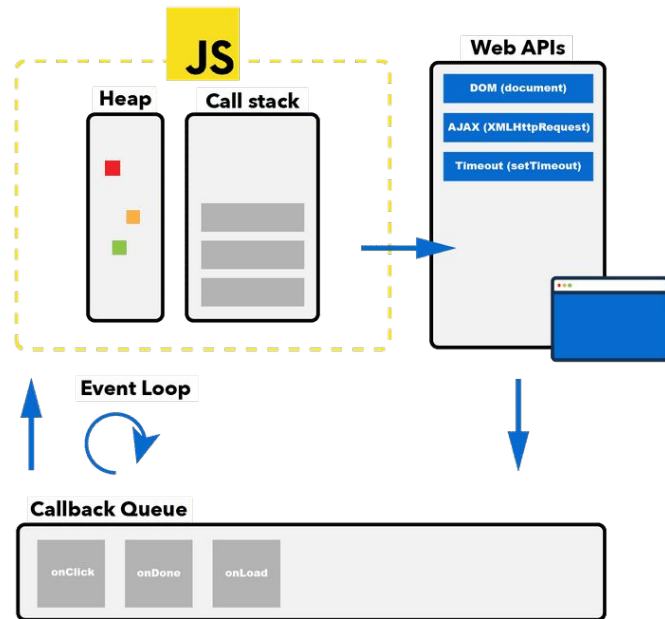 JS
Web APIs
Heap
Call stack
DOM (document)
AJAX (XMLHttpRequest)
Timeout (setTimeout)
Event Loop
Callback Queue
onClick
onDone
onLoad